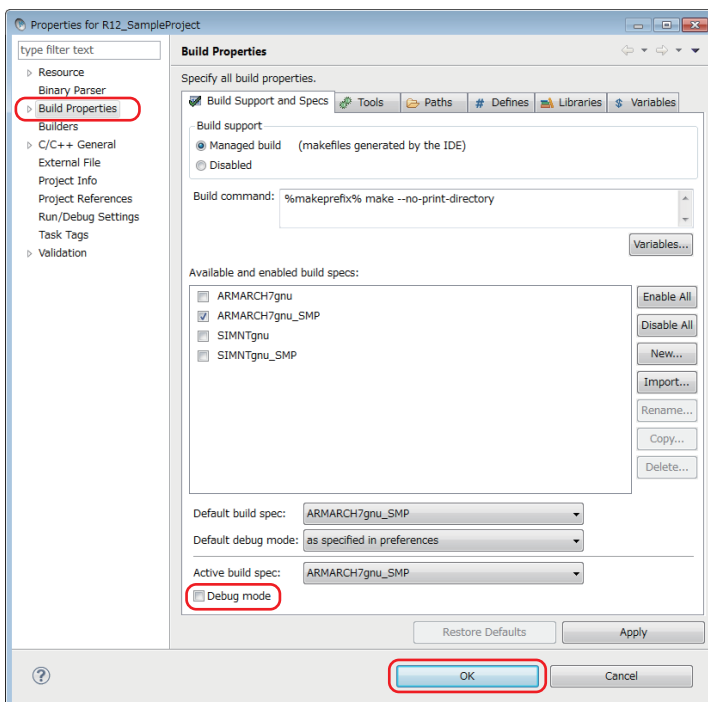 Properties for R12_SampleProject
type filter text
Resource
Binary Parser
Build Properties
Builders
C/C++ General
External File
Project Info
Project References
Run/Debug Settings
Task Tags
Validation
Build Properties
Specify all build properties.
Build Support and Specs Tools Paths # Defines Libraries $ Variables
Build support
Managed build (makefiles generated by the IDE)
Disabled
Build command: %makeprefix% make --no-print-directory
Variables...
Available and enabled build specs:
ARMARCH7gnu
ARMARCH7gnu_SMP
SIMNTgnu
SIMNTgnu_SMP
Enable All
Disable All
New...
Import...
Rename...
Copy...
Delete...
Default build spec: ARMARCH7gnu_SMP
Default debug mode: as specified in preferences
Active build spec: ARMARCH7gnu_SMP
Debug mode
Restore Defaults Apply
? OK Cancel